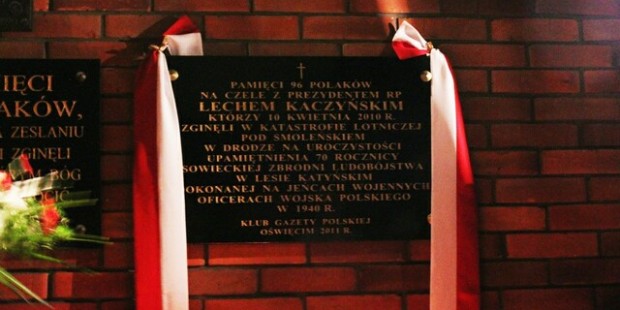 PAMIĘCI 96 POLAKÓW
NA CZELE Z PREZYDENTEM RP
LECHEM KACZYŃSKIM
KTÓRZY 10 KWIETNIA 2010 R.
ZGINĘLI W KATASTROFIE LOTNICZEJ
POD SMOLEŃSKIEM
W DRODZE NA UROCZYSTOŚCI
UPAMIĘTNIENIA 70 ROCZNICY
SOWIECKIEJ ZBRODNI LUDOBÓJSTWA
W LESIE KATYŃSKIM
DOKONANEJ NA JEŃCACH WOJENNYCH
OFICERACH WOJSKA POLSKIEGO
W 1940 R.
KLUB GAZETY POLSKIEJ
OŚWIĘCIM 2011 R.
ZESŁANIU
ZGINĘLI
BÓG